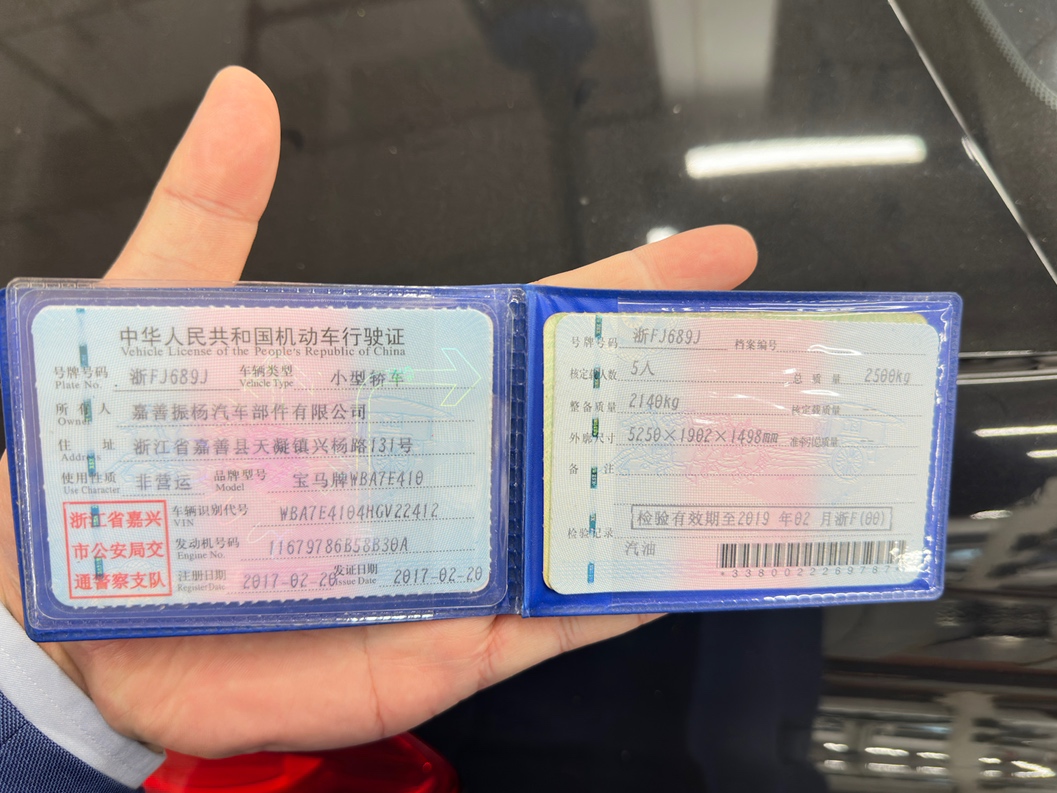 中华人民共和国机动车行驶证
Vehicle License of the People's Republic of China
号牌号码 浙FJ689J 车辆类型 小型轿车
Plate No. Vehicle Type
所有人 嘉善振杨汽车部件有限公司
Owner
住址 浙江省嘉善县天凝镇兴杨路131号
Address
使用性质 非营运 品牌型号 宝马牌WBA7E410
Use Character Model
浙江省嘉兴
市公安局交
通警察支队
车辆识别代号 WBA7E4104HGV22412
VIN
发动机号码 11679786B58B30A
Engine No.
注册日期 2017-02-20 发证日期 2017-02-20
Register Date Issue Date
号牌号码 浙FJ689J 档案编号
核定载人数 5人 总质量 2500kg
整备质量 2140kg 核定载质量 --
外廓尺寸 5250×1902×1498mm 准牵引总质量 --
备注
检验记录 检验有效期至2019年02月浙F(00)
汽油